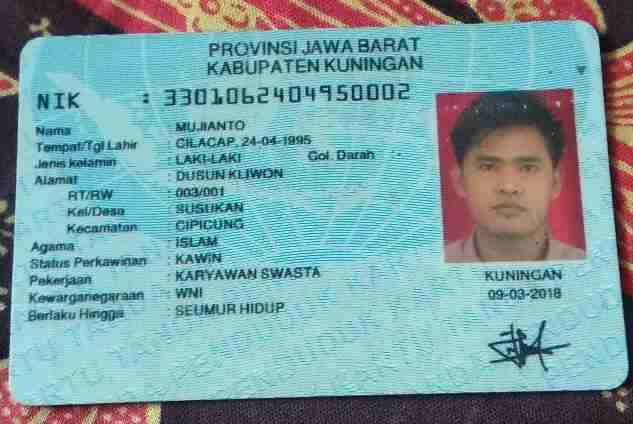 PROVINSI JAWA BARAT
KABUPATEN KUNINGAN
NIK : 3301062404950002
Nama : MUJIANTO
Tempat/Tgl Lahir : CILACAP, 24-04-1995
Jenis kelamin : LAKI-LAKI Gol. Darah : -
Alamat : DUSUN KLIWON
RT/RW : 003/001
Kel/Desa : SUSUKAN
Kecamatan : CIPICUNG
Agama : ISLAM
Status Perkawinan : KAWIN
Pekerjaan : KARYAWAN SWASTA
Kewarganegaraan : WNI
Berlaku Hingga : SEUMUR HIDUP
KUNINGAN
09-03-2018